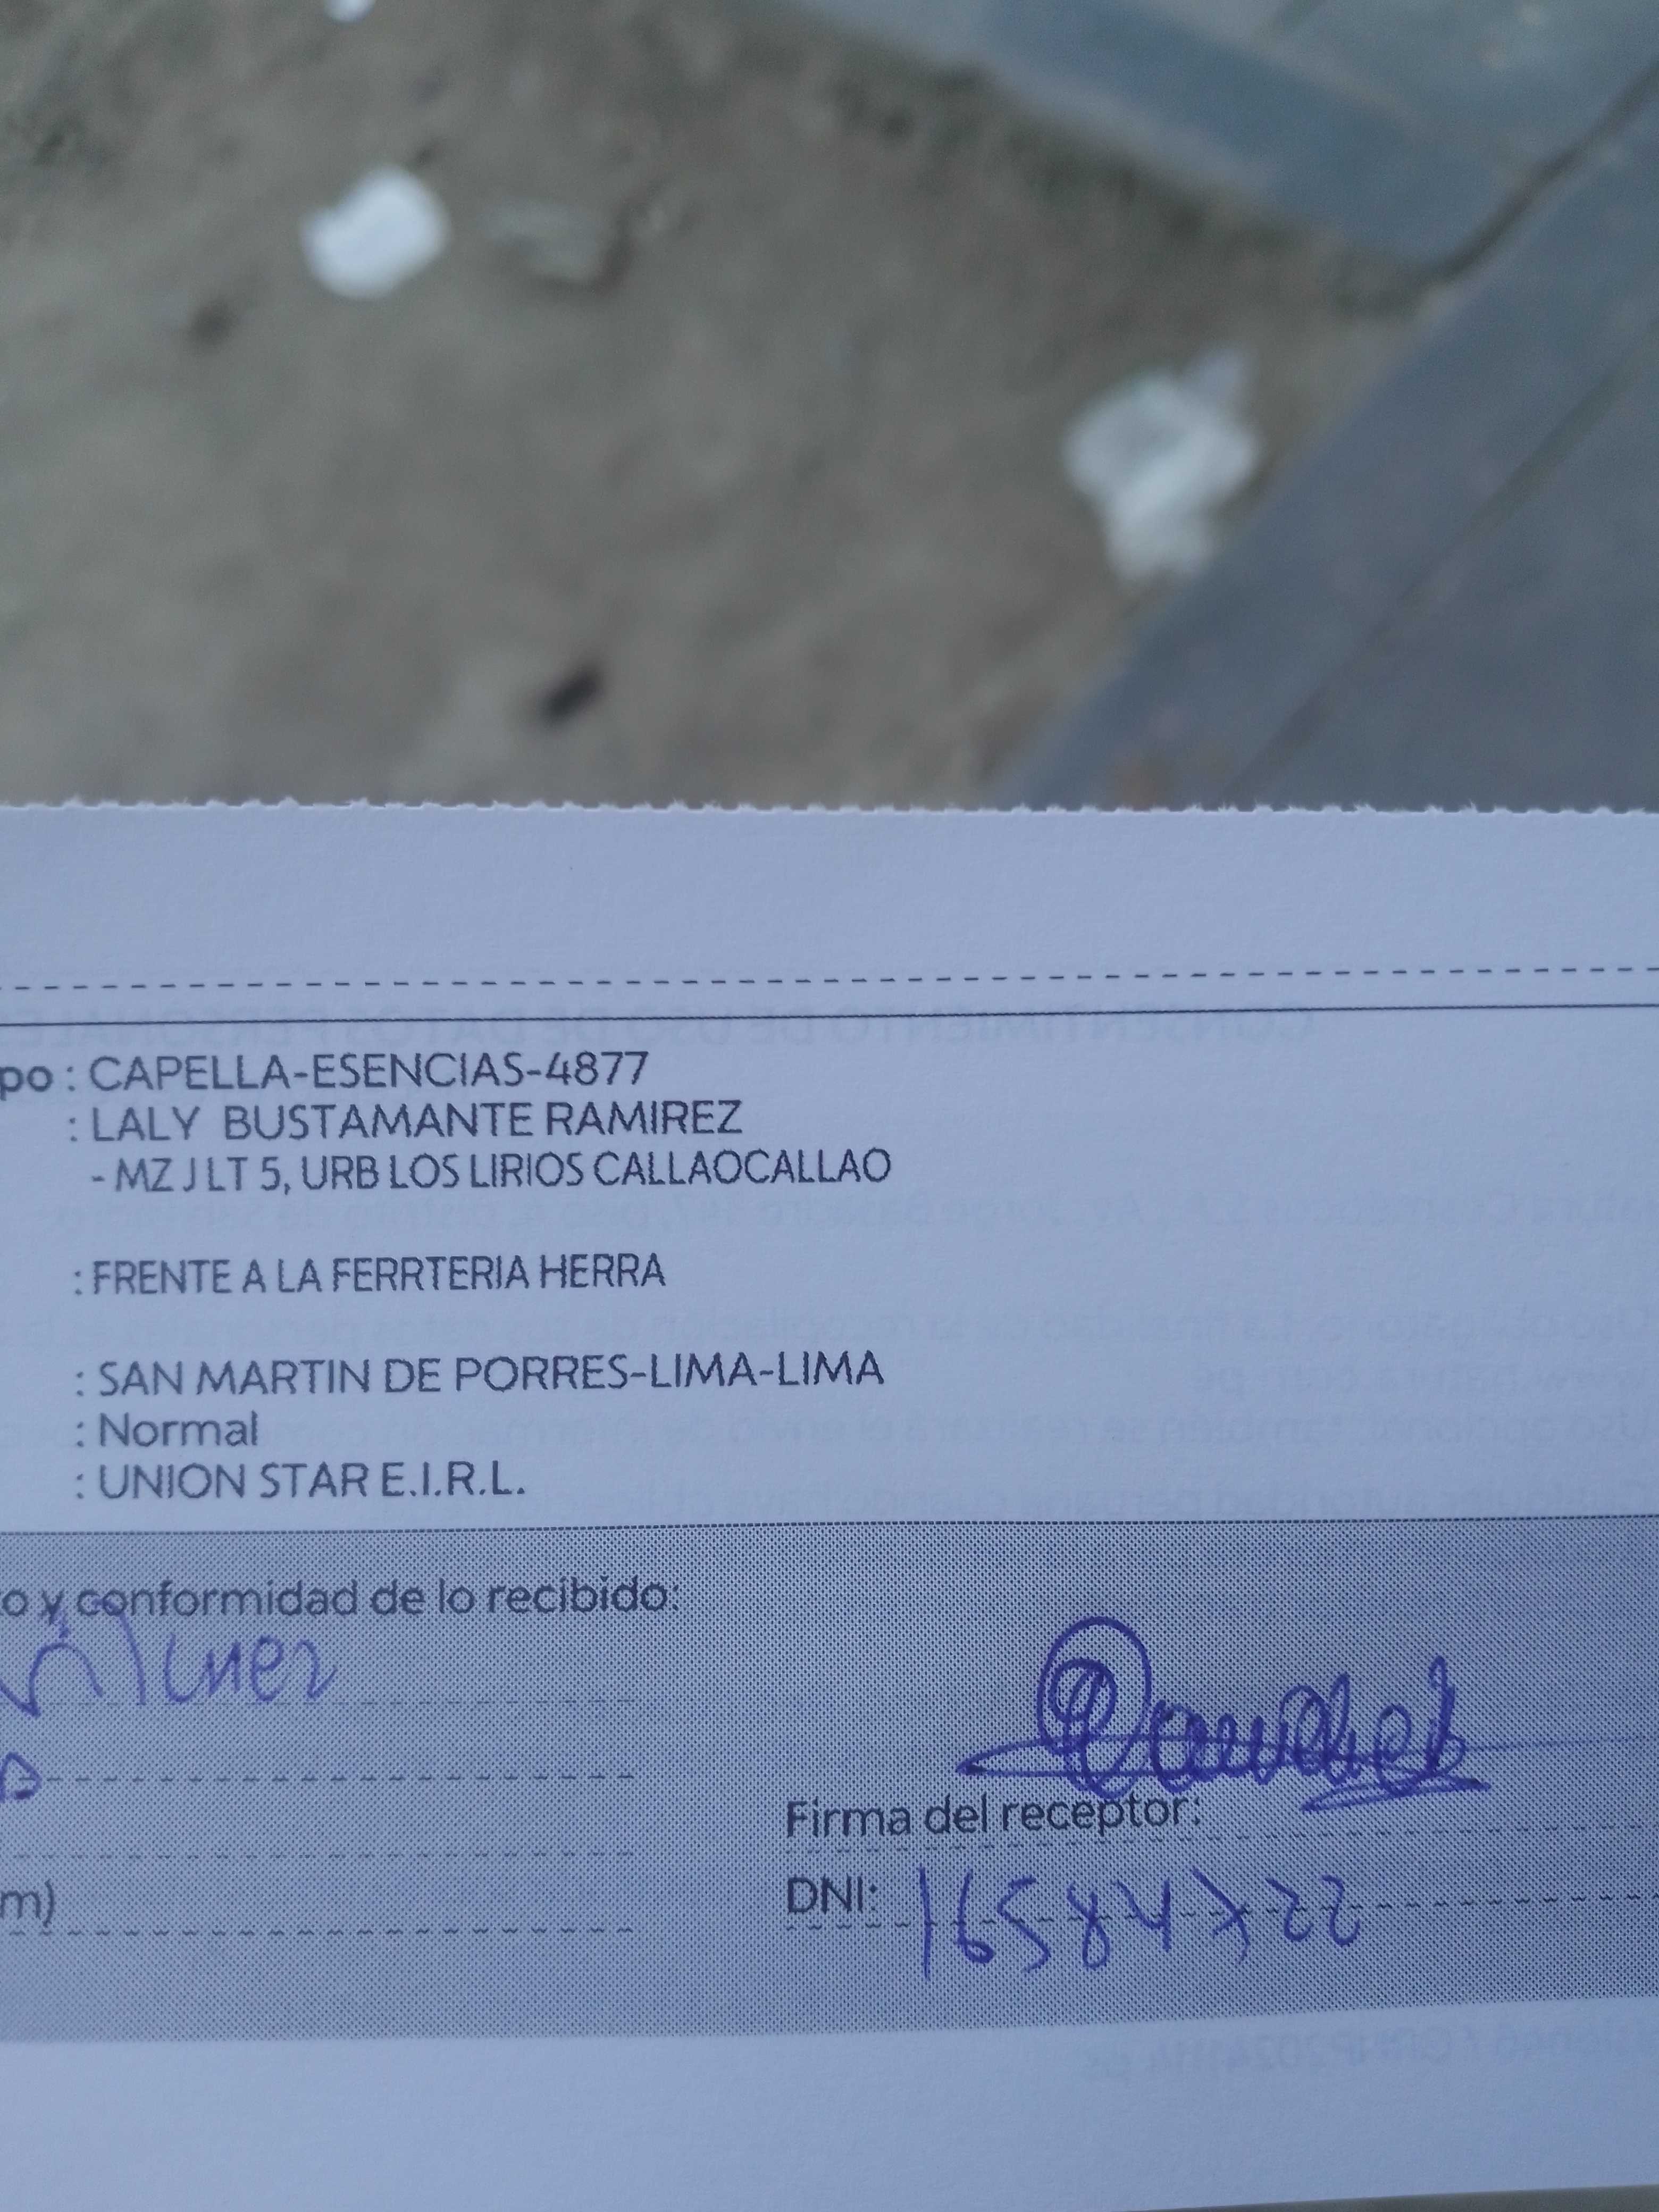 po : CAPELLA-ESENCIAS-4877
: LALY BUSTAMANTE RAMIREZ
- MZ J LT 5, URB LOS LIRIOS CALLAOCALLAO
: FRENTE A LA FERRTERIA HERRA
: SAN MARTIN DE PORRES-LIMA-LIMA
: Normal
: UNION STAR E.I.R.L.
o y conformidad de lo recibido:
Firma del receptor:
m)
DNI: 16584722